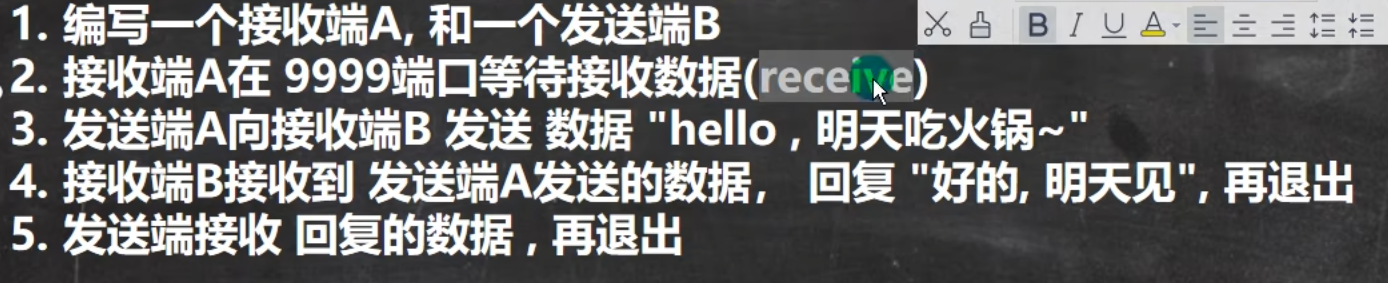 1. 编写一个接收端A, 和一个发送端B
2. 接收端A在 9999端口等待接收数据(receive)
3. 发送端A向接收端B 发送 数据 "hello , 明天吃火锅~"
4. 接收端B接收到 发送端A发送的数据， 回复 "好的, 明天见", 再退出
5. 发送端接收 回复的数据 , 再退出
B I U A